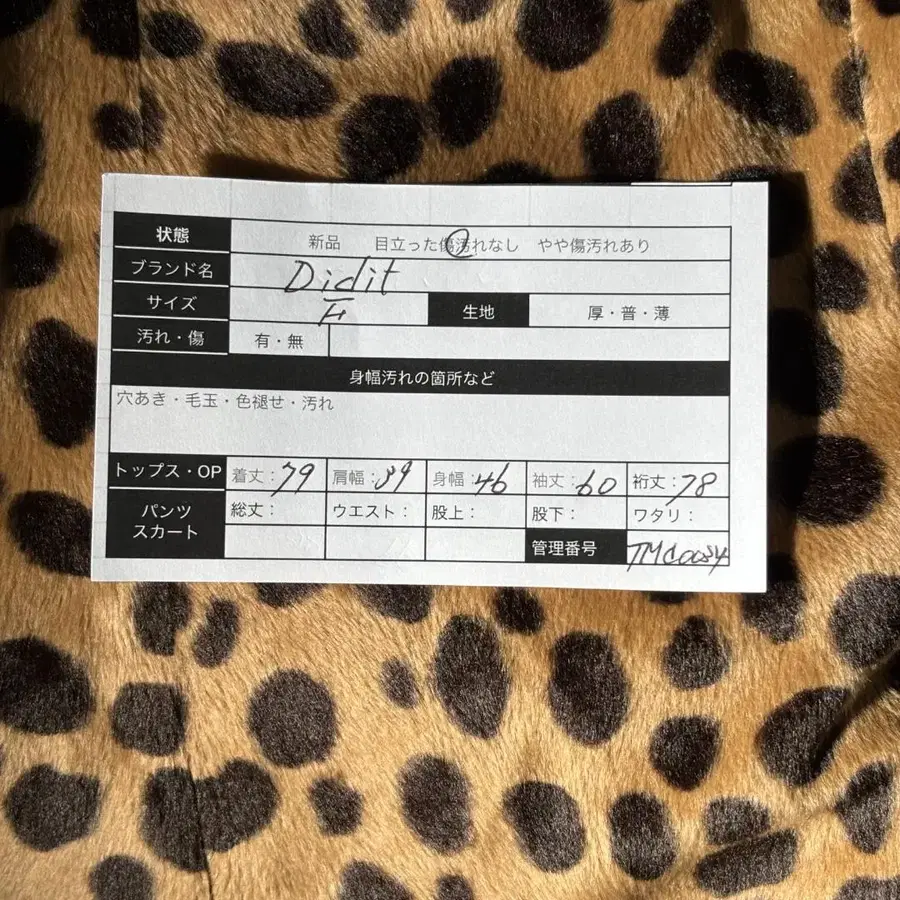 状態 新品 目立った傷汚れなし やや傷汚れあり
ブランド名 Didit
サイズ F 生地 厚・普・薄
汚れ・傷 有・無
身幅汚れの箇所など
穴あき・毛玉・色褪せ・汚れ
トップス・OP 着丈:79 肩幅:39 身幅:46 袖丈:60 裄丈:78
パンツ スカート 総丈: ウエスト: 股上: 股下: ワタリ:
管理番号 TMC0054